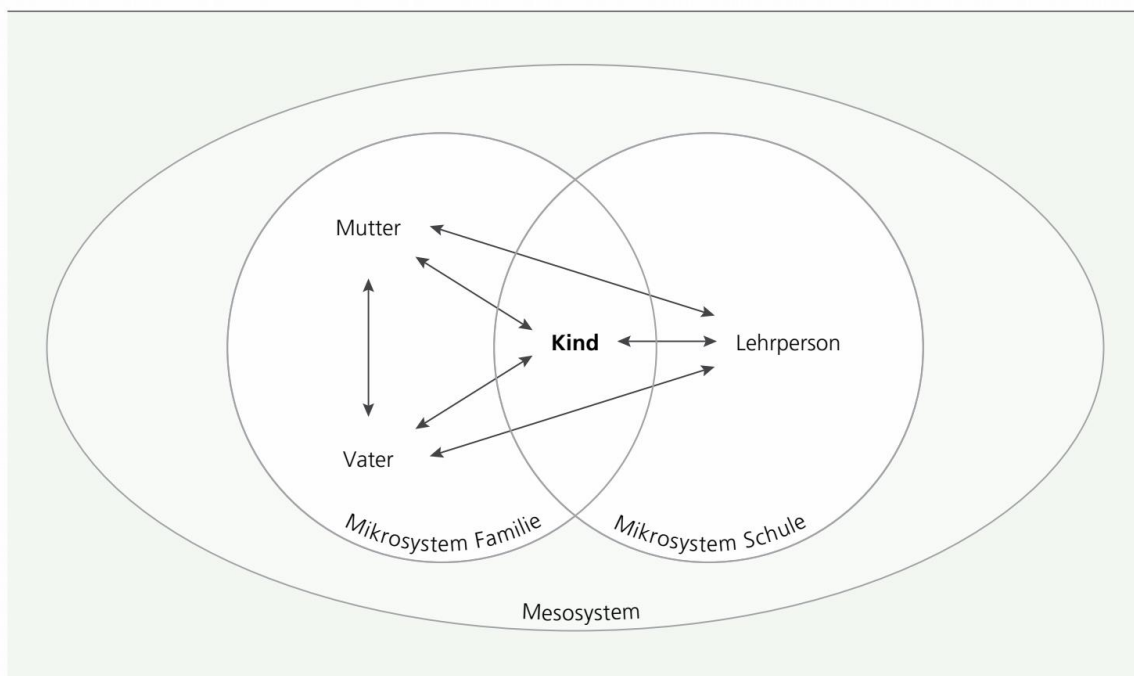 Mutter
Kind
Lehrperson
Vater
Mikrosystem Familie
Mikrosystem Schule
Mesosystem